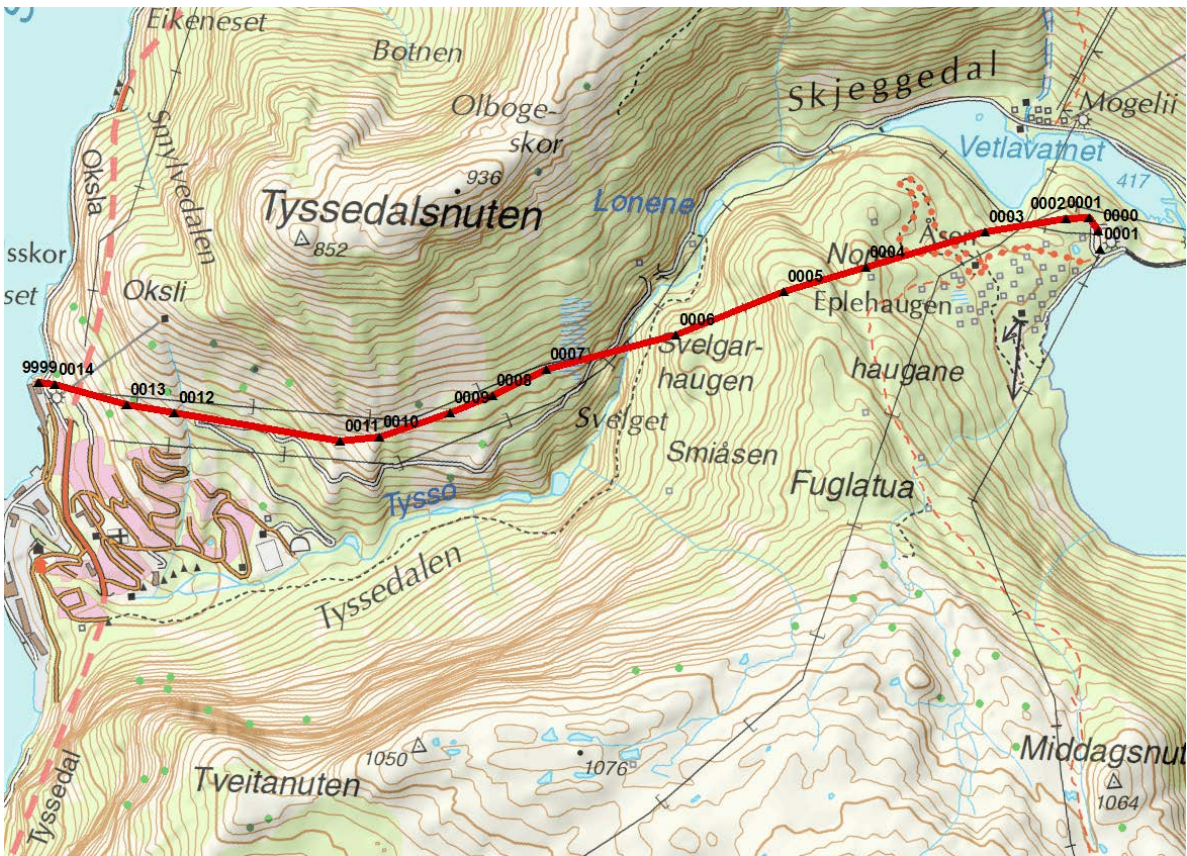 Eikeneset
Botnen
Skjeggedal
Olboge-
skor
Mogelii
Smylvedalen
Oksla
Vetlavatnet
936
417
Tyssedalsnuten
Lonene
852
0002
0001
0000
0003
Åsen
0001
sskor
0004
Oksli
set
0005
Eplehaugen
0006
Svelgar-
haugen
haugane
0007
9999
0014
0008
0013
0012
0009
0011
0010
Svelget
Smiåsen
Fuglatua
Tysso
Tyssedalen
1050
1076
Middagsnut
Tveitanuten
1064
Tyssedal